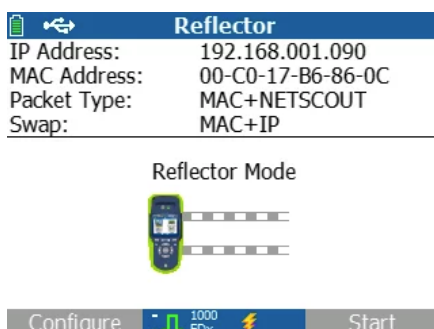 Reflector
IP Address: 192.168.001.090
MAC Address: 00-C0-17-B6-86-0C
Packet Type: MAC+NETSCOUT
Swap: MAC+IP
Reflector Mode
Configure 1000 Start
FDx